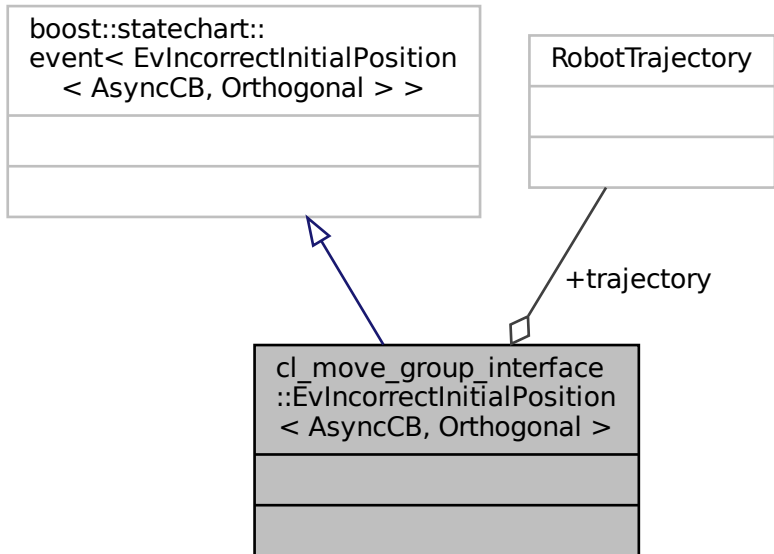 boost::statechart::
event< EvIncorrectInitialPosition
< AsyncCB, Orthogonal > >
RobotTrajectory
+trajectory
cl_move_group_interface
::EvIncorrectInitialPosition
< AsyncCB, Orthogonal >